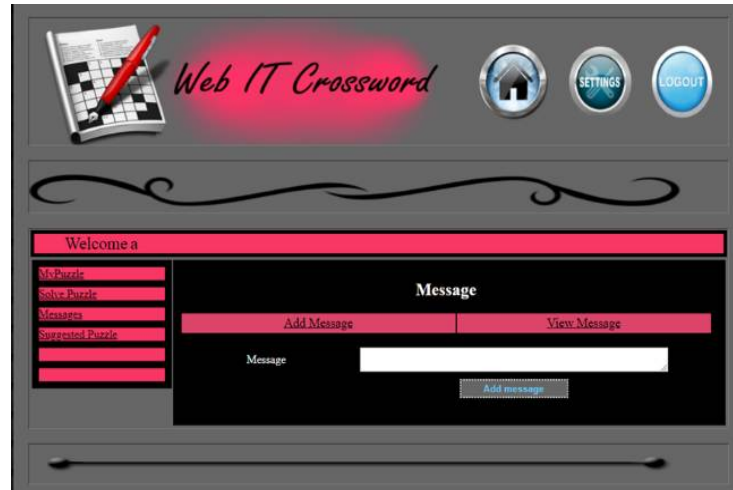 Web IT Crossword
SETTINGS
LOGOUT
Welcome a
MyPuzzle
Solve Puzzle
Messages
Suggested Puzzle
Message
Add Message
View Message
Message
Add message